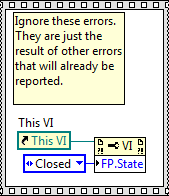 Ignore these errors.
They are just the
result of other errors
that will already be
reported.
This VI
This VI
VI
Closed
FP.State